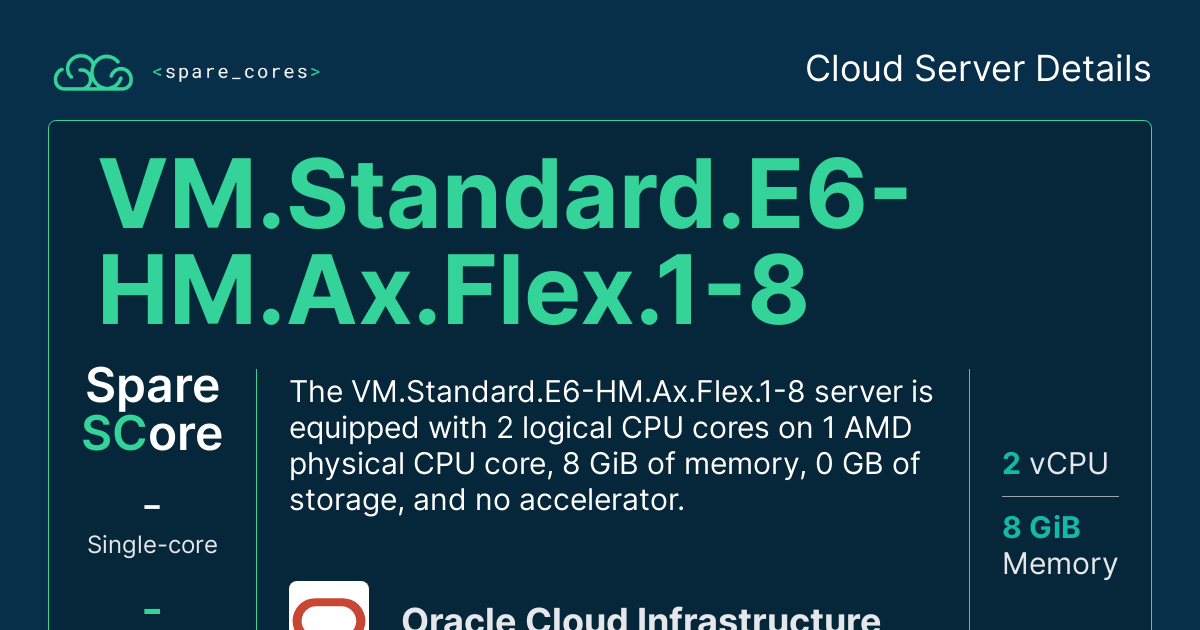 <spare_cores>
Cloud Server Details
VM.Standard.E6-
HM.Ax.Flex.1-8
Spare
SCore
-
Single-core
-
The VM.Standard.E6-HM.Ax.Flex.1-8 server is
equipped with 2 logical CPU cores on 1 AMD
physical CPU core, 8 GiB of memory, 0 GB of
storage, and no accelerator.
Oracle Cloud Infrastructure
2 vCPU
8 GiB
Memory